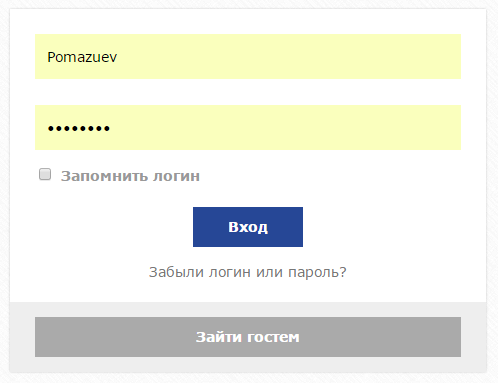 Pomazuev
••••••••
Запомнить логин
Вход
Забыли логин или пароль?
Зайти гостем